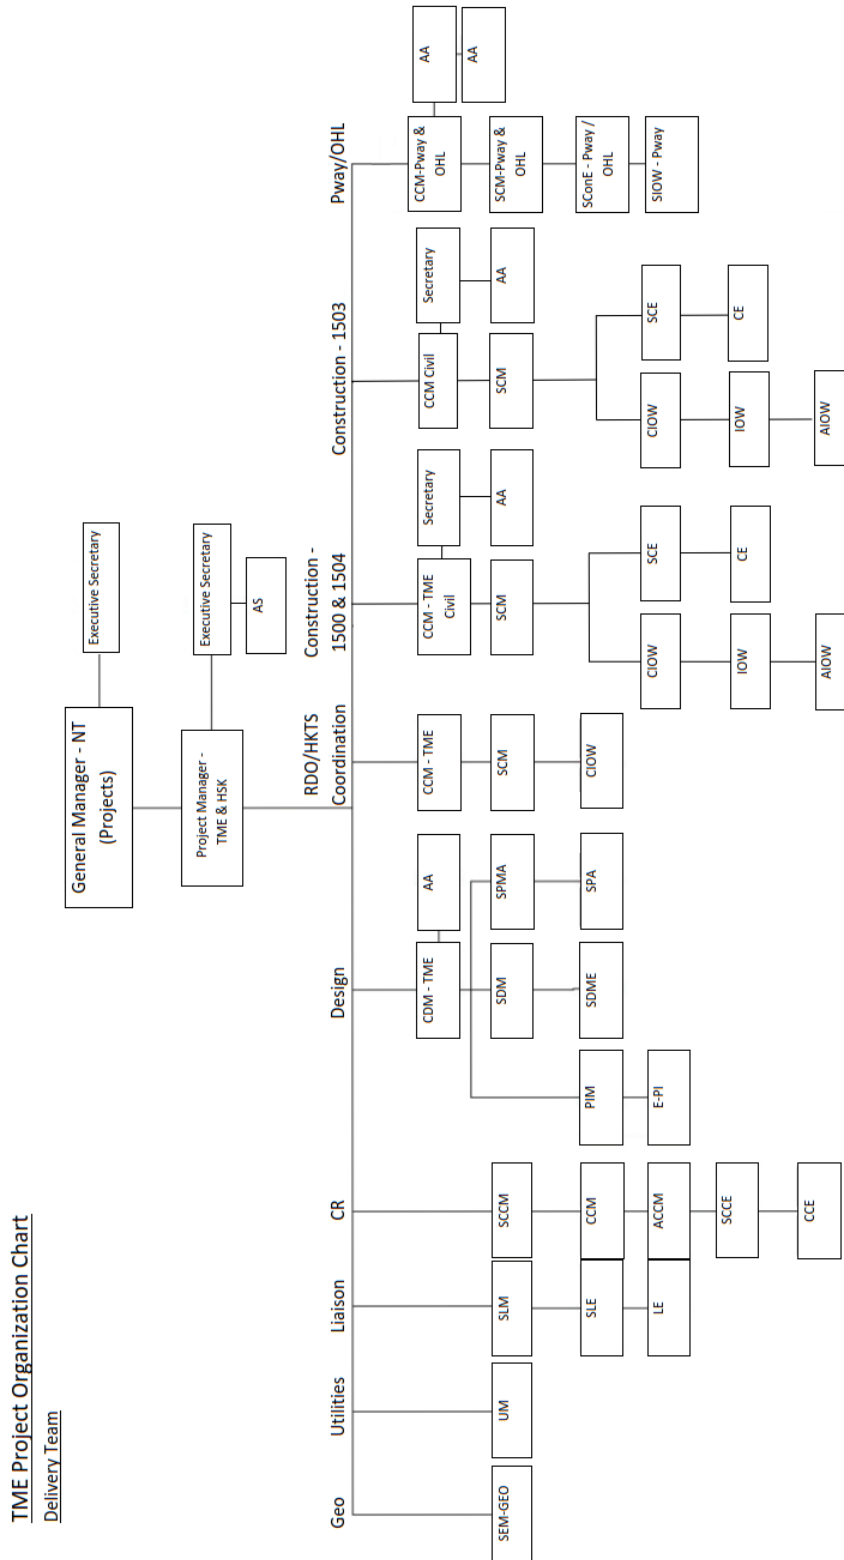 TME Project Organization Chart
Delivery Team
General Manager - NT
(Projects)
Executive Secretary
Project Manager -
TME & HSK
Executive Secretary
AS
Geo
Utilities
Liaison
CR
Design
RDO/HKTS
Coordination
Construction -
1500 & 1504
Construction - 1503
Pway/OHL
SEM-GEO
UM
SLM
SLE
LE
SCCM
CCM
ACCM
SCCE
CCE
CDM - TME
AA
PIM
E-PI
SDM
SDME
SPMA
SPA
CCM - TME
SCM
CIOW
CCM - TME
Civil
Secretary
SCM
AA
CIOW
SCE
IOW
CE
AIOW
CCM Civil
Secretary
SCM
AA
CIOW
SCE
IOW
CE
AIOW
CCM-Pway &
OHL
AA
AA
SCM-Pway &
OHL
SConE - Pway /
OHL
SIOW - Pway